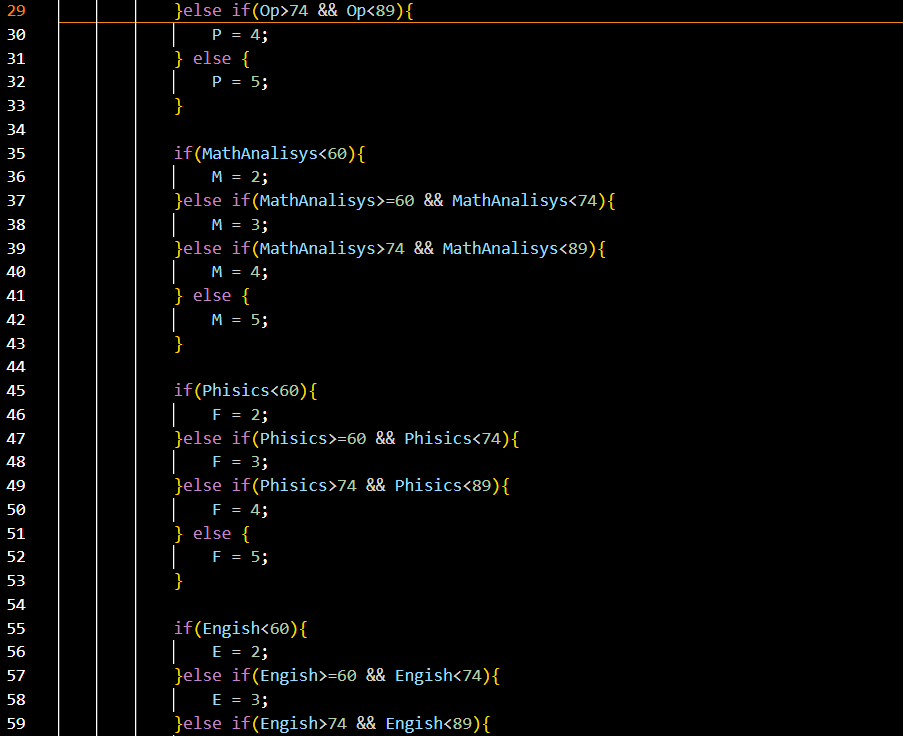 29 }else if(Op>74 && Op<89){
30 P = 4;
31 } else {
32 P = 5;
33 }
34
35 if(MathAnalisys<60){
36 M = 2;
37 }else if(MathAnalisys>=60 && MathAnalisys<74){
38 M = 3;
39 }else if(MathAnalisys>74 && MathAnalisys<89){
40 M = 4;
41 } else {
42 M = 5;
43 }
44
45 if(Phisics<60){
46 F = 2;
47 }else if(Phisics>=60 && Phisics<74){
48 F = 3;
49 }else if(Phisics>74 && Phisics<89){
50 F = 4;
51 } else {
52 F = 5;
53 }
54
55 if(Engish<60){
56 E = 2;
57 }else if(Engish>=60 && Engish<74){
58 E = 3;
59 }else if(Engish>74 && Engish<89){